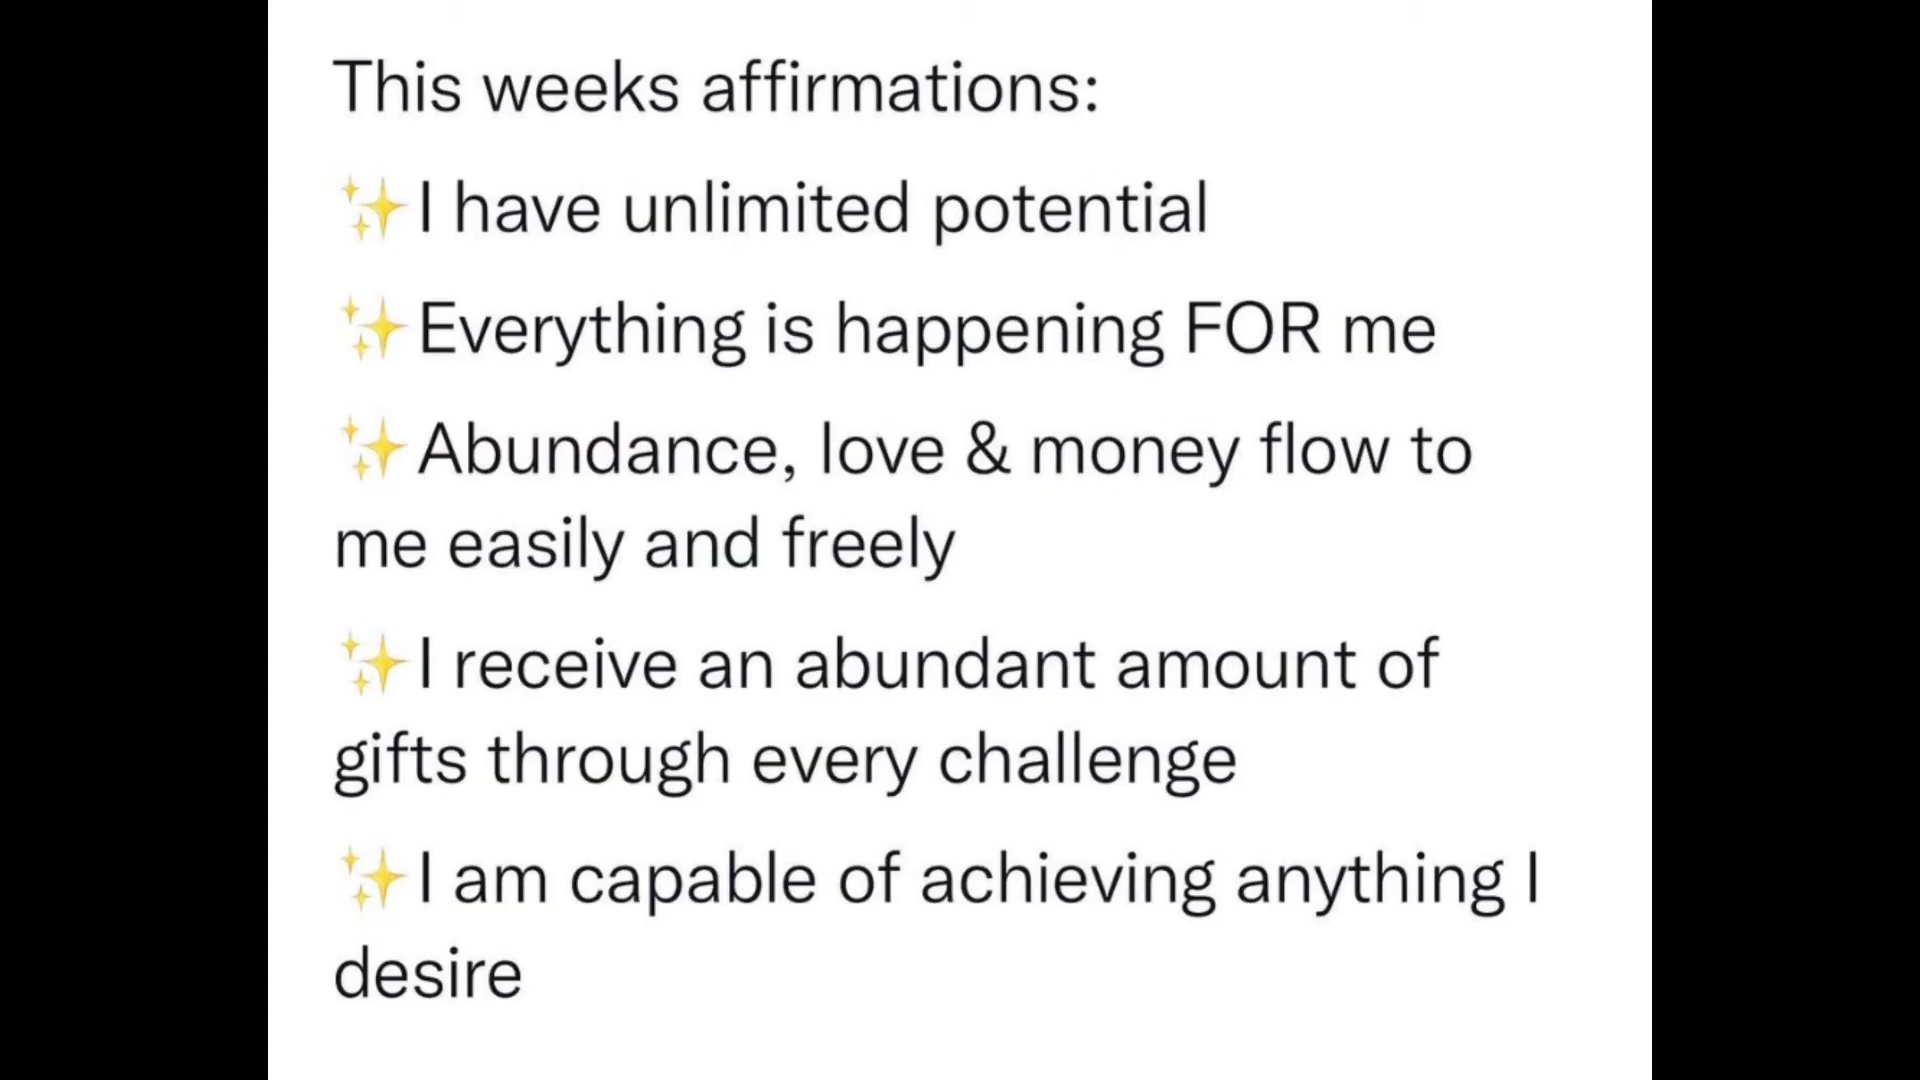 This weeks affirmations:
✨I have unlimited potential
✨Everything is happening FOR me
✨Abundance, love & money flow to
me easily and freely
✨I receive an abundant amount of
gifts through every challenge
✨I am capable of achieving anything I
desire